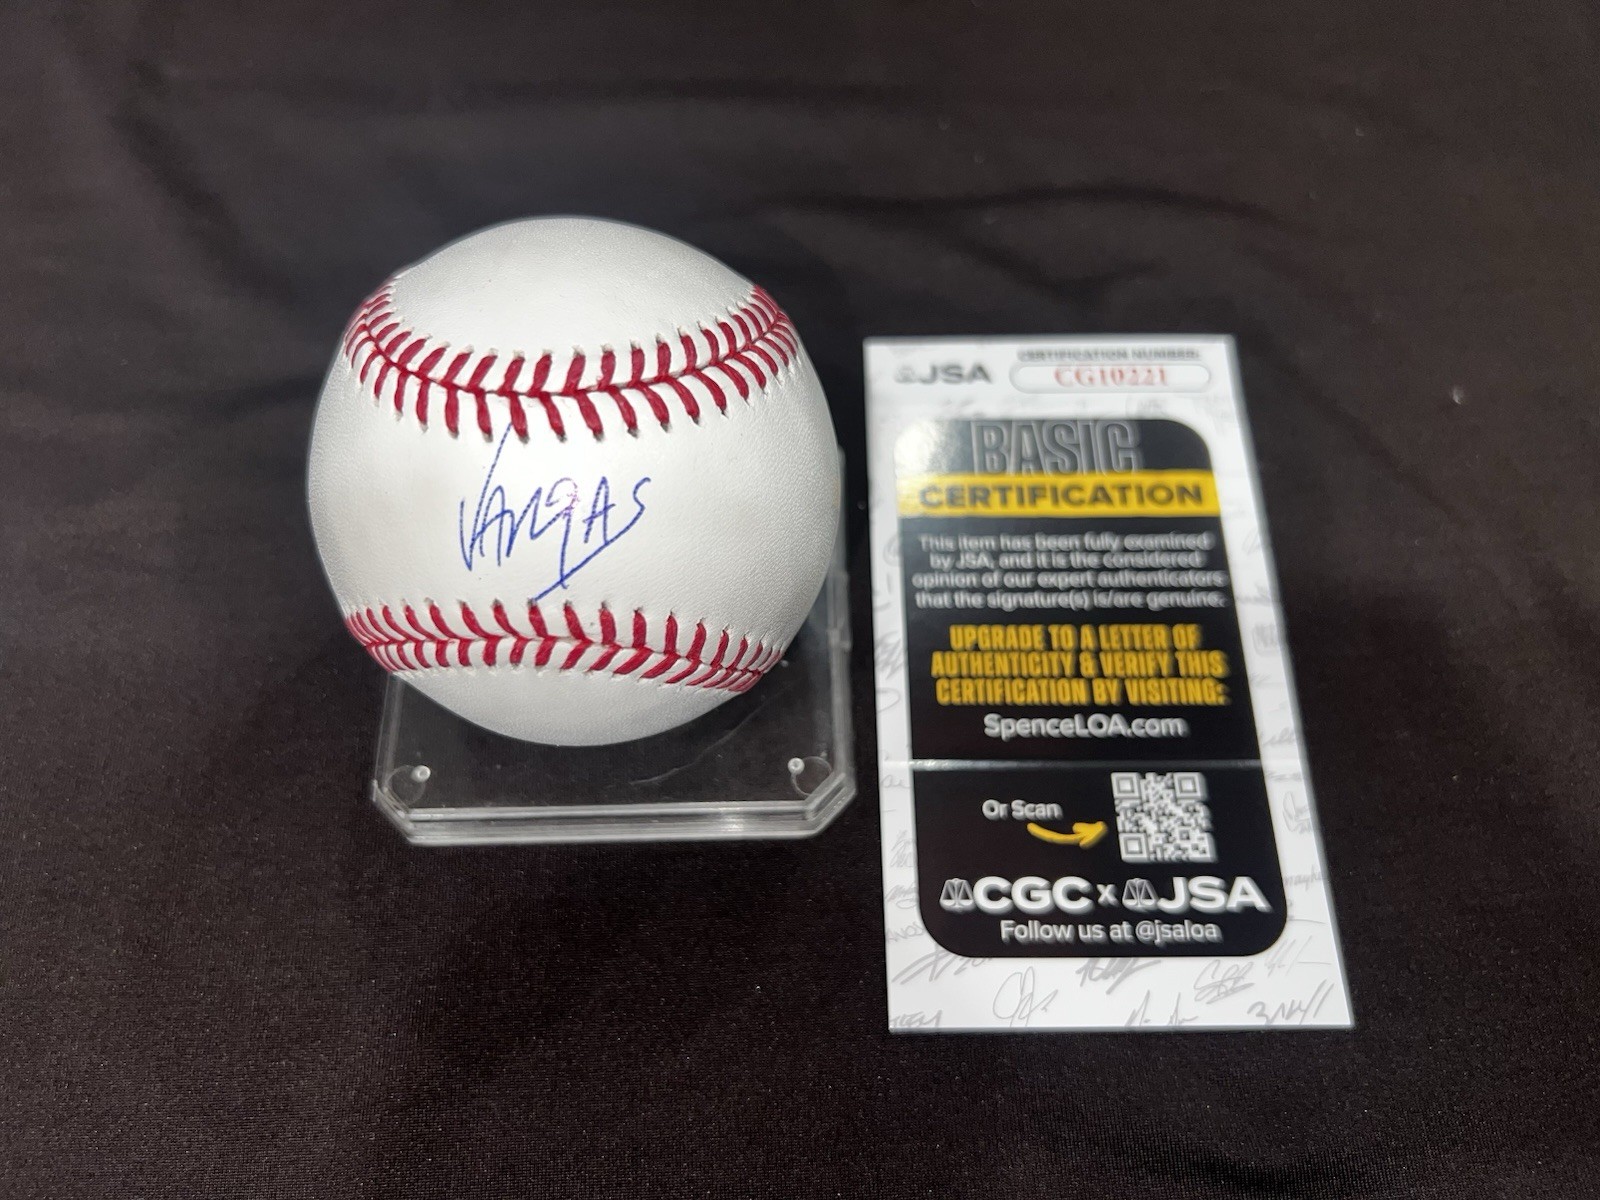 VARGAS
JSA
CERTIFICATION NUMBER:
CG10221
BASIC
CERTIFICATION
This item has been fully examined
by JSA, and it is the considered
opinion of our expert authenticators
that the signature(s) is/are genuine.
UPGRADE TO A LETTER OF
AUTHENTICITY & VERIFY THIS
CERTIFICATION BY VISITING:
SpenceLOA.com
Or Scan
CGC x JSA
Follow us at @jsaloa